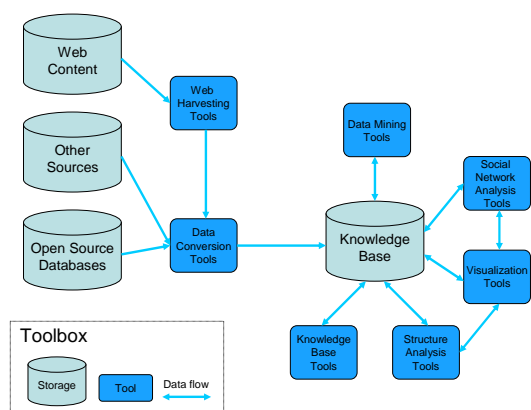 Web
Content
Web
Harvesting
Tools
Other
Sources
Open Source
Databases
Data
Conversion
Tools
Data Mining
Tools
Knowledge
Base
Social
Network
Analysis
Tools
Visualization
Tools
Knowledge
Base
Tools
Structure
Analysis
Tools
Toolbox
Storage
Tool
Data flow